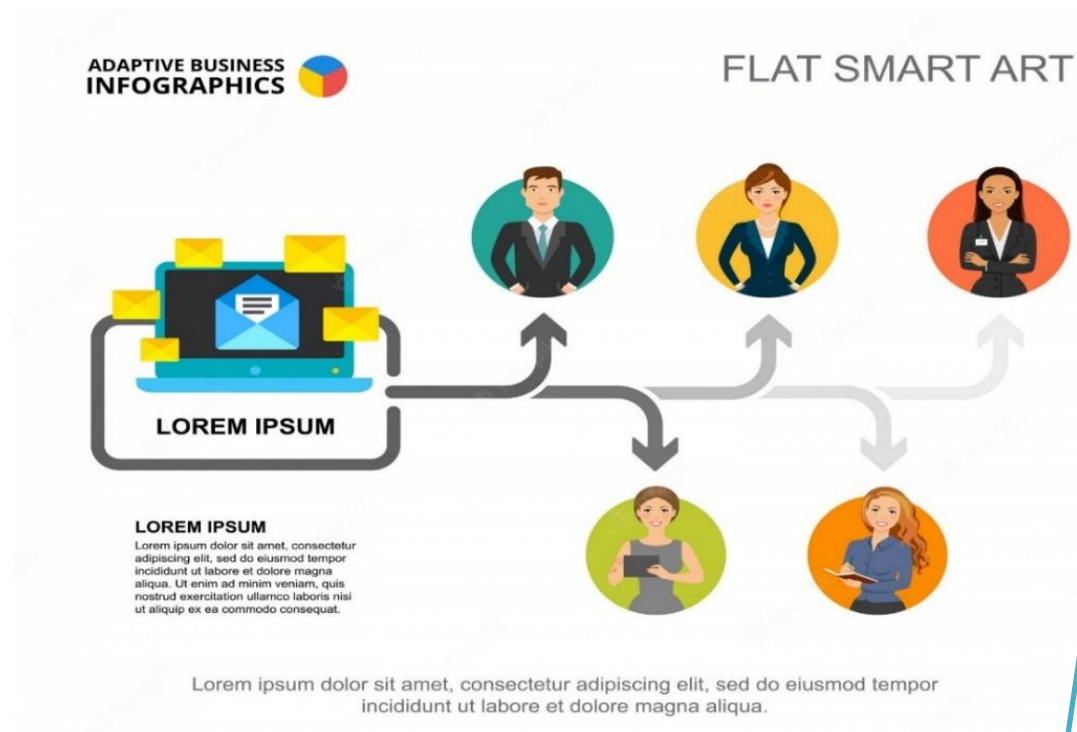 ADAPTIVE BUSINESS
INFOGRAPHICS
FLAT SMART ART
LOREM IPSUM
LOREM IPSUM
Lorem ipsum dolor sit amet, consectetur
adipiscing elit, sed do eiusmod tempor
incididunt ut labore et dolore magna
aliqua. Ut enim ad minim veniam, quis
nostrud exercitation ullamco laboris nisi
ut aliquip ex ea commodo consequat.
Lorem ipsum dolor sit amet, consectetur adipiscing elit, sed do eiusmod tempor
incididunt ut labore et dolore magna aliqua.